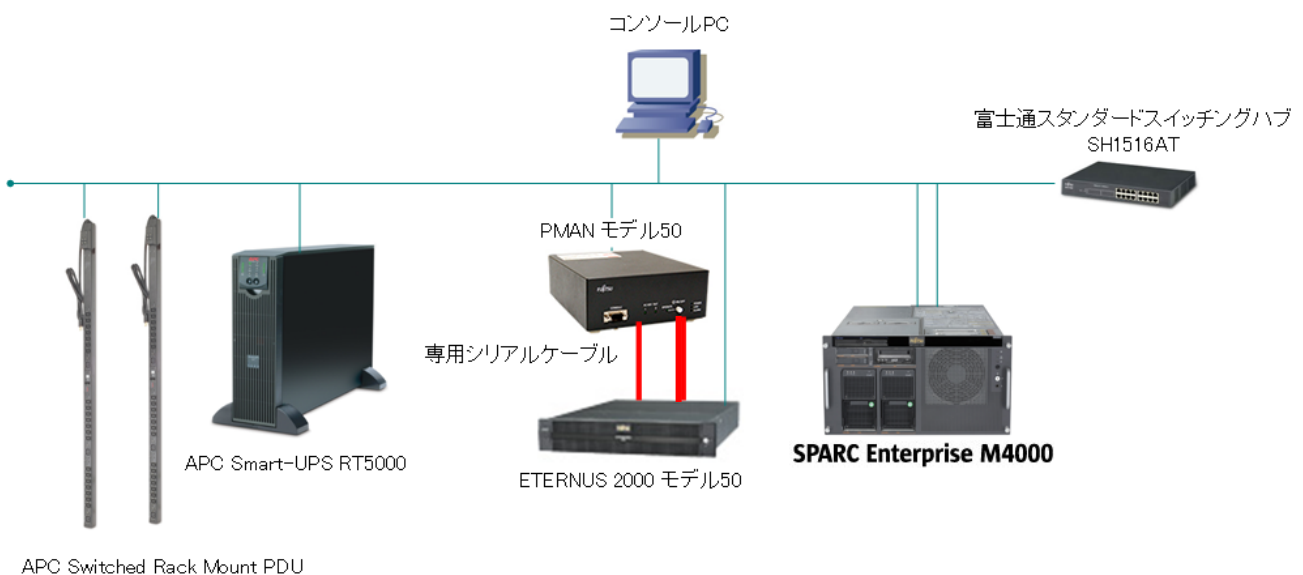 コンソールPC
富士通スタンダードスイッチングハブ
SH1516AT
PMAN モデル50
専用シリアルケーブル
APC Smart-UPS RT5000
ETERNUS 2000 モデル50
SPARC Enterprise M4000
APC Switched Rack Mount PDU